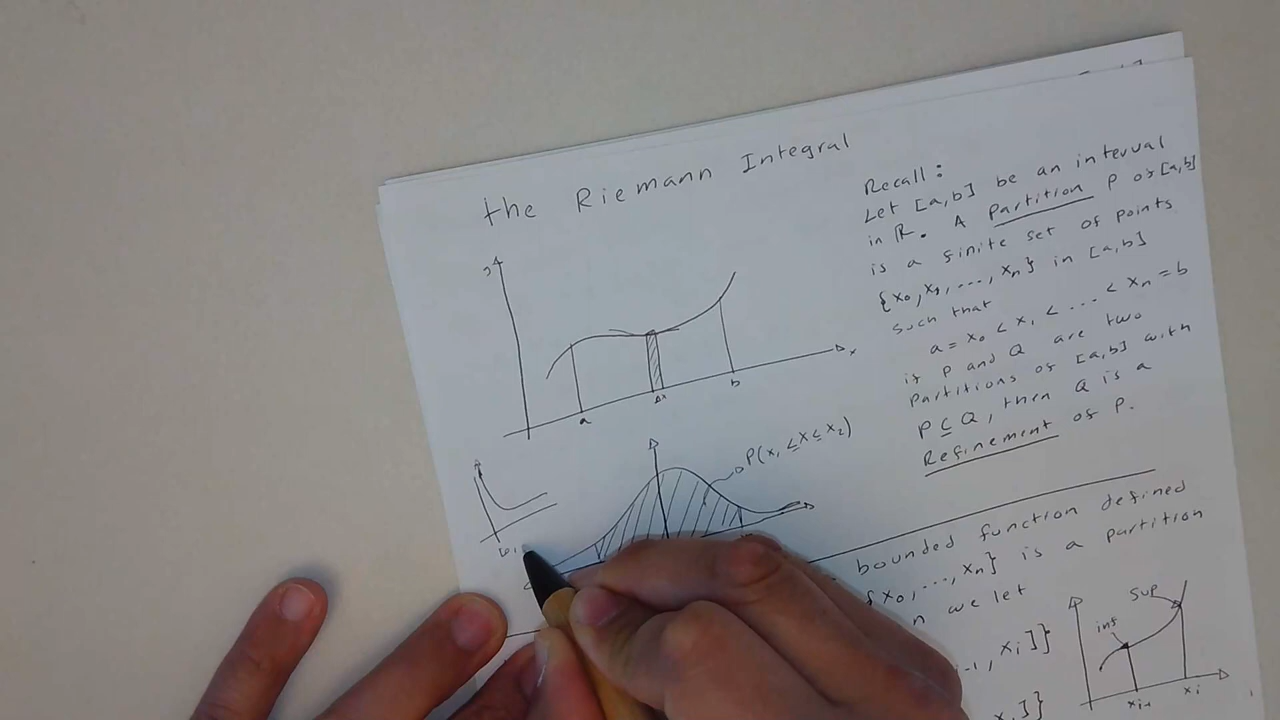 the Riemann Integral
y
x
a
Δx
b
P(x₁ ≤ X ≤ x₂)
Recall:
Let [a,b] be an interval
in ℝ. A Partition P of [a,b]
is a finite set of points
{x₀, x₁, ..., xₙ} in [a,b]
such that
a = x₀ < x₁ < ... < xₙ = b
if P and Q are two
Partitions of [a,b] with
P ⊆ Q, then Q is a
Refinement of P.
bounded function defined
{x₀, ..., xₙ} is a partition
we let
xᵢ]}
inf
sup
xᵢ₋₁
xᵢ